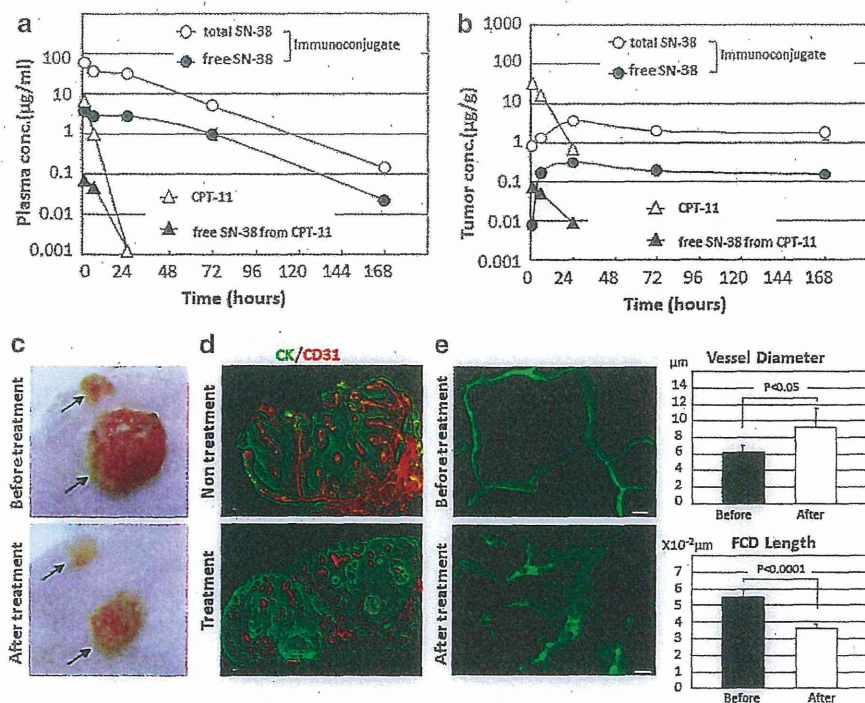 a
Plasma conc.(µg/ml)
100
10
1
0.1
0.01
0.001
total SN-38
free SN-38
Immunoconjugate
CPT-11
free SN-38 from CPT-11
0 24 48 72 96 120 144 168
Time (hours)
b
Tumor conc.(µg/g)
1000
100
10
1
0.1
0.01
0.001
total SN-38
free SN-38
Immunoconjugate
CPT-11
free SN-38 from CPT-11
0 24 48 72 96 120 144 168
Time (hours)
c
Before treatment
After treatment
d
CK/CD31
Non treatment
Treatment
e
Before treatment
After treatment
Vessel Diameter
µm
14
12
10
8
6
4
2
0
P<0.05
Before After
FCD Length
X10-2µm
6
5
4
3
2
1
0
P<0.0001
Before After